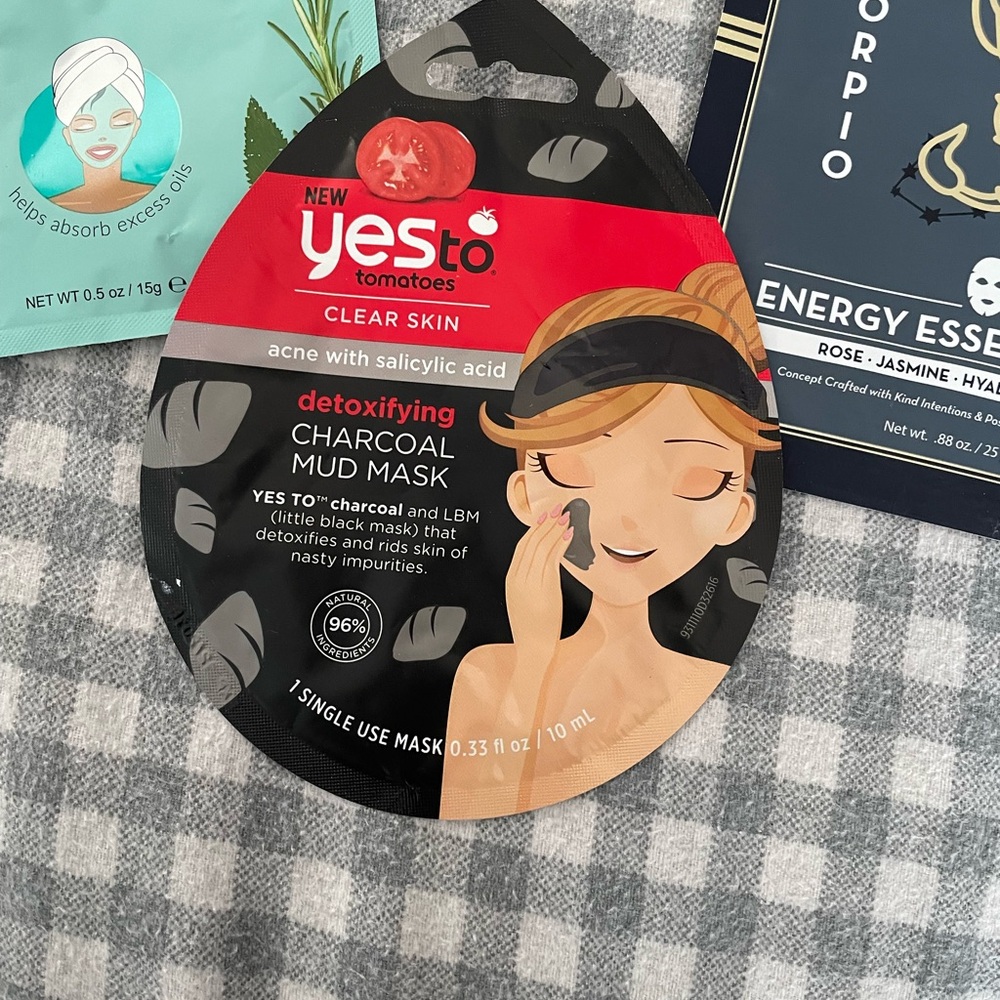 helps absorb excess oils
NET WT 0.5 oz / 15g ℮
NEW
yesto
tomatoes
CLEAR SKIN
acne with salicylic acid
detoxifying
CHARCOAL
MUD MASK
YES TO™ charcoal and LBM
(little black mask) that
detoxifies and rids skin of
nasty impurities.
NATURAL
96%
INGREDIENTS
1 SINGLE USE MASK 0.33 fl oz / 10 mL
931110D32616
ORPIO
ENERGY ESSE
ROSE · JASMINE · HYA
Concept Crafted with Kind Intentions & Pos
Net wt. .88 oz. / 25